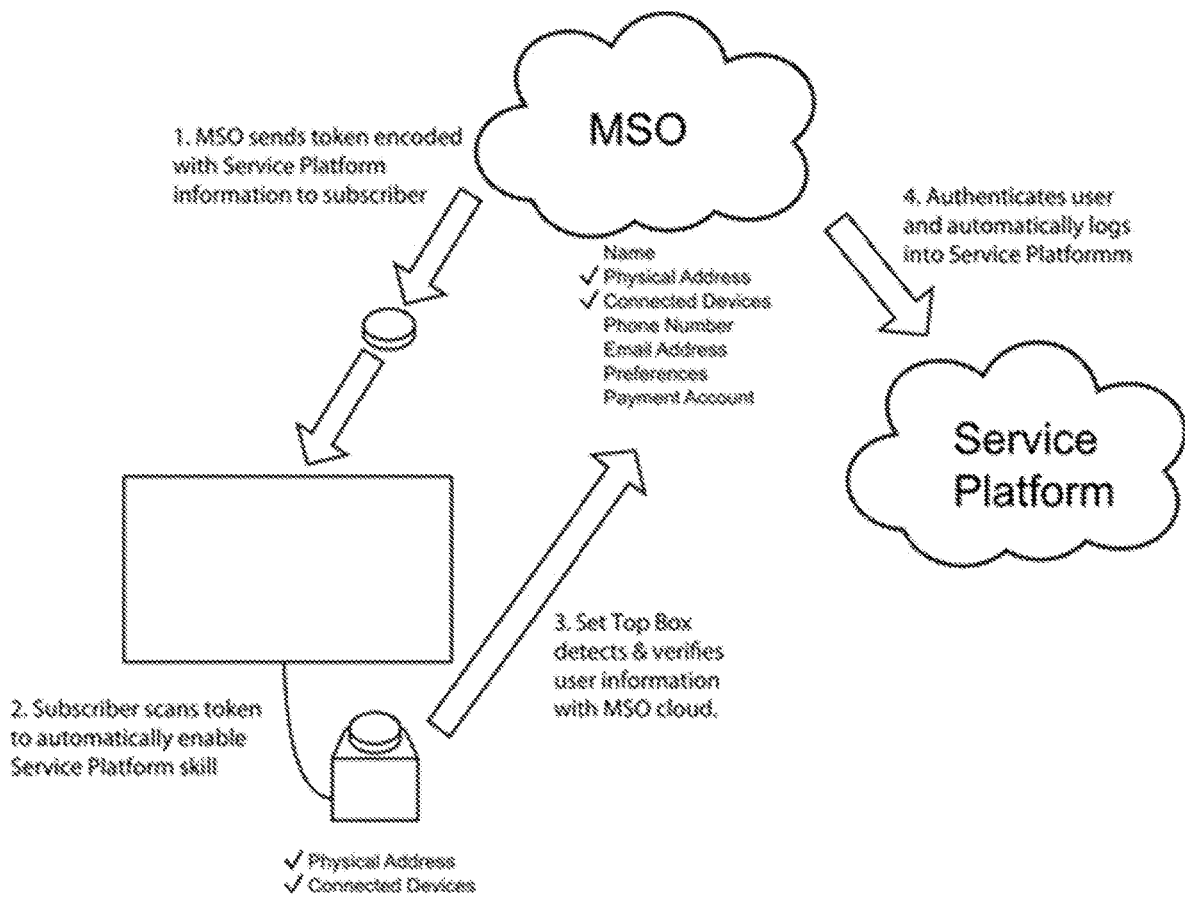 MSO
1. MSO sends token encoded
with Service Platform
information to subscriber
4. Authenticates user
and automatically logs
into Service Platformm
Name
✓ Physical Address
✓ Connected Devices
Phone Number
Email Address
Preferences
Payment Account
Service
Platform
3. Set Top Box
detects & verifies
user information
with MSO cloud.
2. Subscriber scans token
to automatically enable
Service Platform skill
✓ Physical Address
✓ Connected Devices